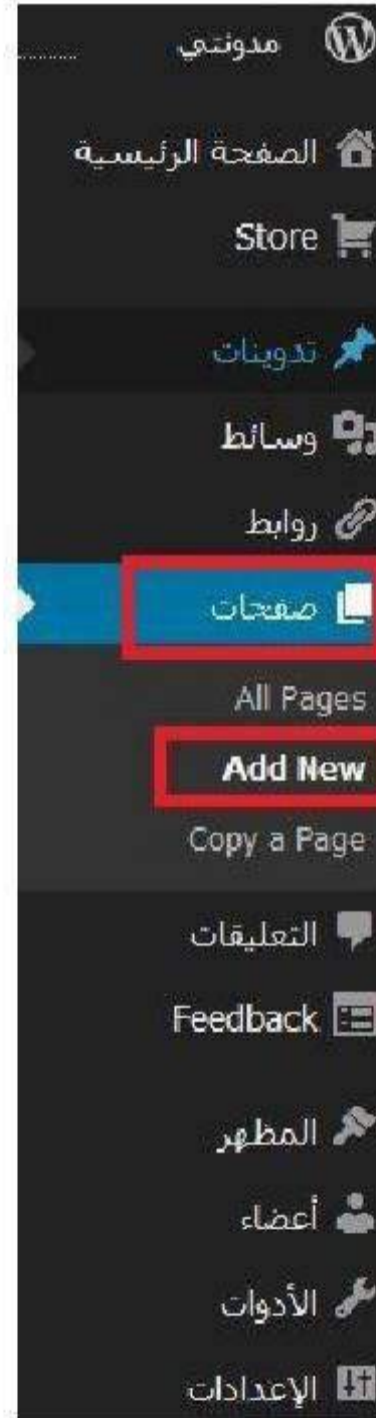 مدونتي
الصفحة الرئيسية
Store
تدوينات
وسائط
روابط
صفحات
All Pages
Add New
Copy a Page
التعليقات
Feedback
المظهر
أعضاء
الأدوات
الإعدادات